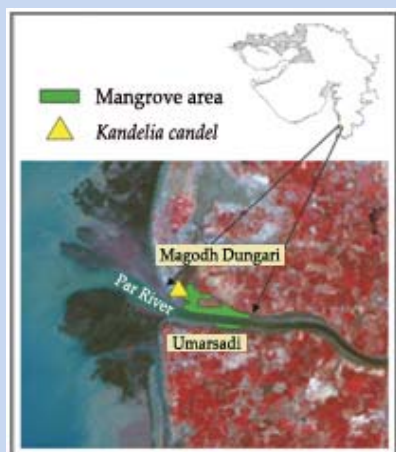 Mangrove area
Kandelia candel
Magodh Dungari
Par River
Umarsadi